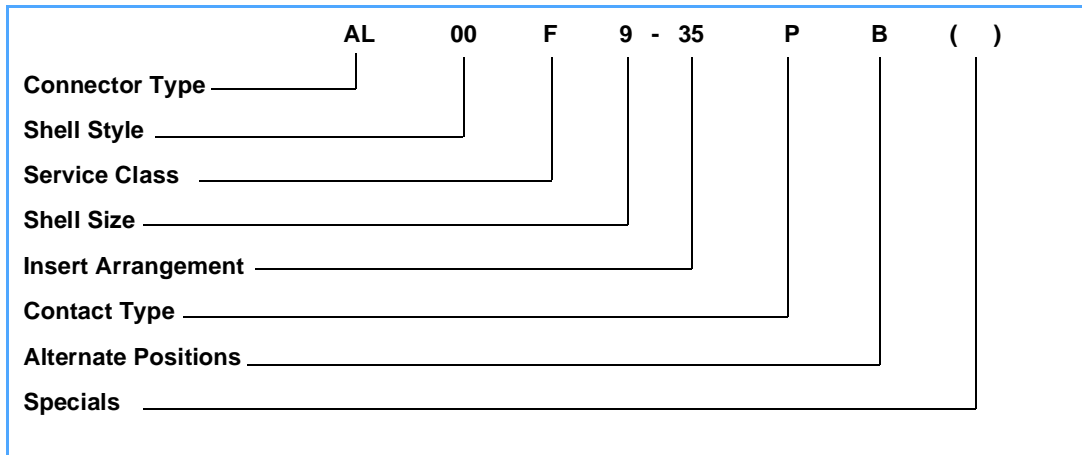 AL 00 F 9 - 35 P B ( )
Connector Type
Shell Style
Service Class
Shell Size
Insert Arrangement
Contact Type
Alternate Positions
Specials